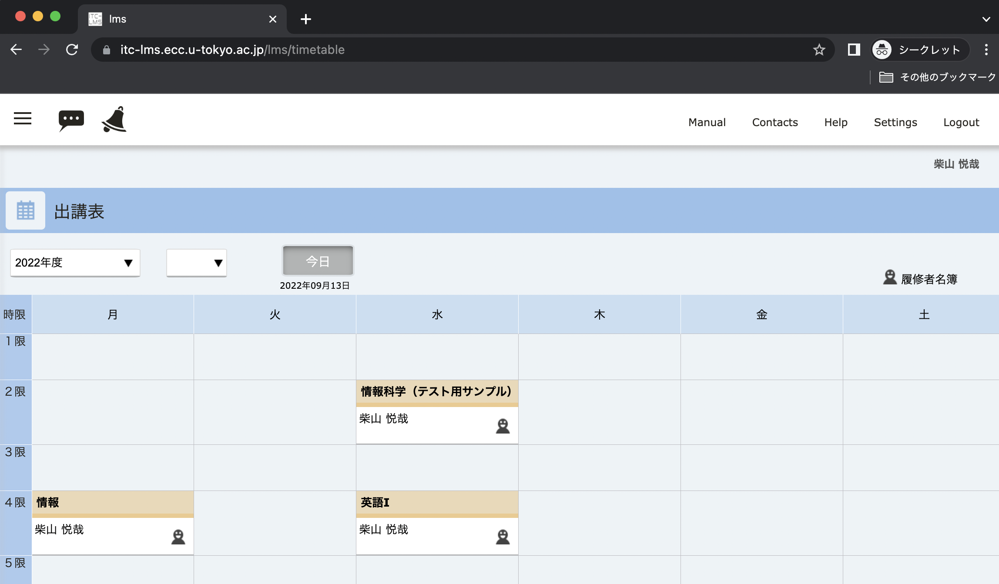 ITC-LMS lms
itc-lms.ecc.u-tokyo.ac.jp/lms/timetable シークレット
その他のブックマーク
Manual Contacts Help Settings Logout
柴山 悦哉
出講表
2022年度 ▼ ▼ 今日
2022年09月13日
履修者名簿
時限 月 火 水 木 金 土
1限
2限 情報科学（テスト用サンプル）
柴山 悦哉
3限
4限 情報 英語I
柴山 悦哉 柴山 悦哉
5限